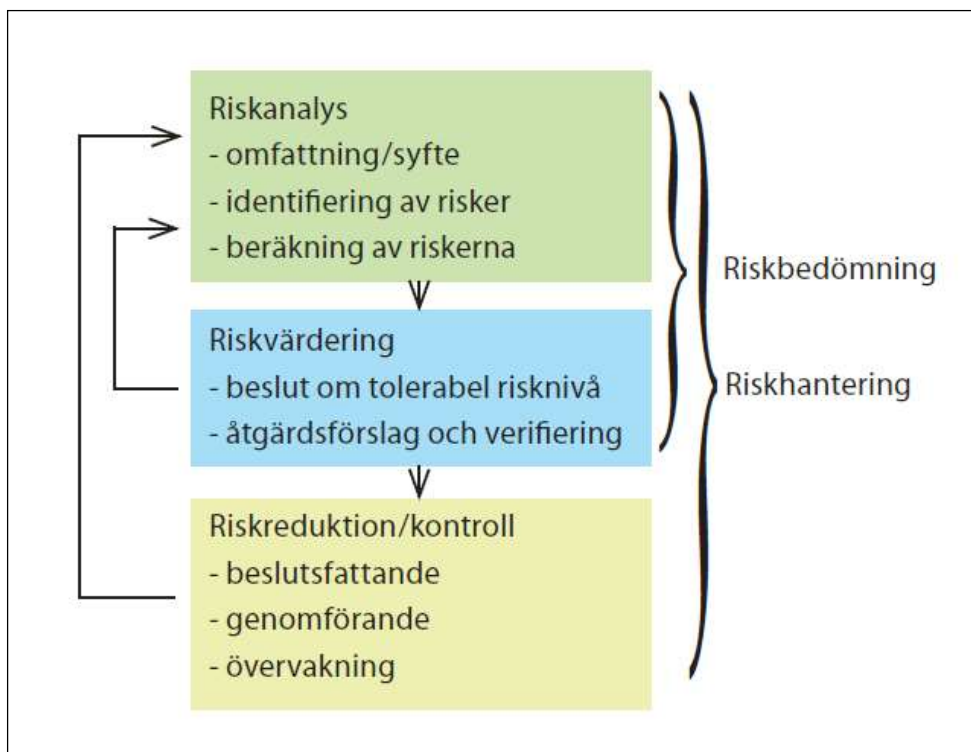 Riskanalys
- omfattning/syfte
- identifiering av risker
- beräkning av riskerna
Riskvärdering
- beslut om tolerabel risknivå
- åtgärdsförslag och verifiering
Riskreduktion/kontroll
- beslutsfattande
- genomförande
- övervakning
Riskbedömning
Riskhantering